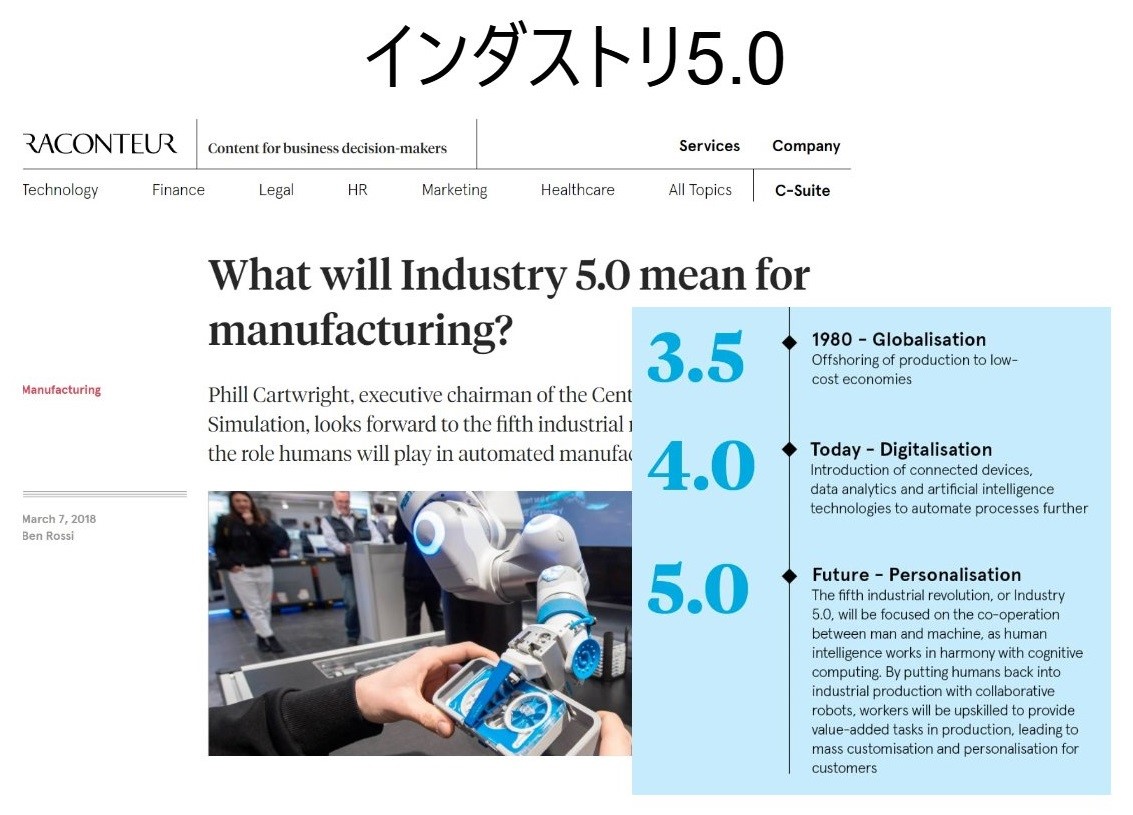 インダストリ5.0
RACONTEUR
Content for business decision-makers
Services Company
Technology Finance Legal HR Marketing Healthcare All Topics C-Suite
What will Industry 5.0 mean for
manufacturing?
Manufacturing
Phill Cartwright, executive chairman of the Cent
Simulation, looks forward to the fifth industrial
the role humans will play in automated manufac
March 7, 2018
Ben Rossi
3.5
1980 – Globalisation
Offshoring of production to low-
cost economies
4.0
Today – Digitalisation
Introduction of connected devices,
data analytics and artificial intelligence
technologies to automate processes further
5.0
Future – Personalisation
The fifth industrial revolution, or Industry
5.0, will be focused on the co-operation
between man and machine, as human
intelligence works in harmony with cognitive
computing. By putting humans back into
industrial production with collaborative
robots, workers will be upskilled to provide
value-added tasks in production, leading to
mass customisation and personalisation for
customers